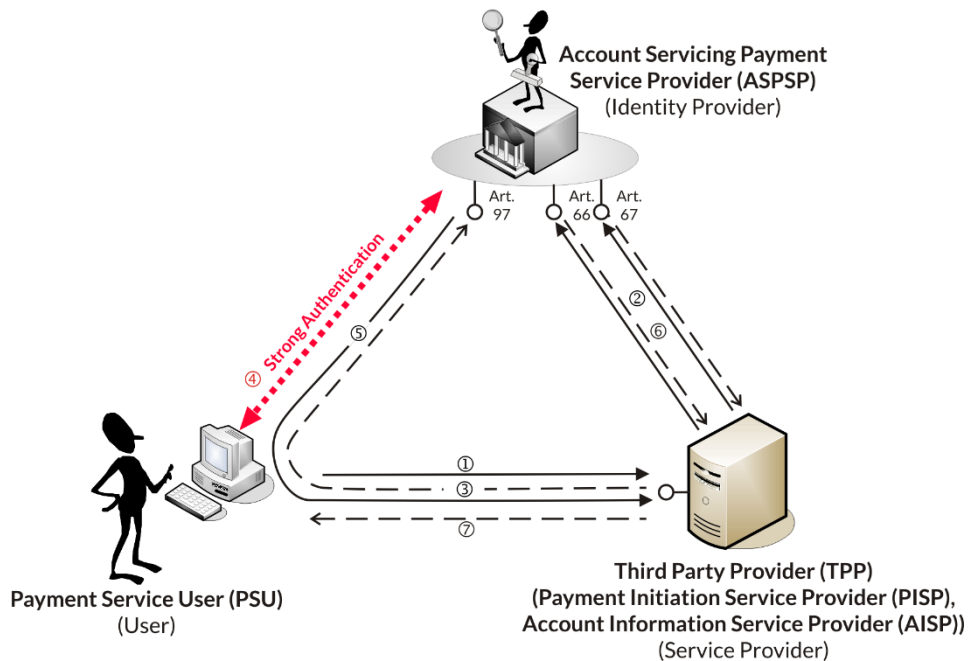 Account Servicing Payment
Service Provider (ASPSP)
(Identity Provider)
Art.
97
Art.
66
Art.
67
④ Strong Authentication
②
⑤
⑥
①
③
⑦
Payment Service User (PSU)
(User)
Third Party Provider (TPP)
(Payment Initiation Service Provider (PISP),
Account Information Service Provider (AISP))
(Service Provider)